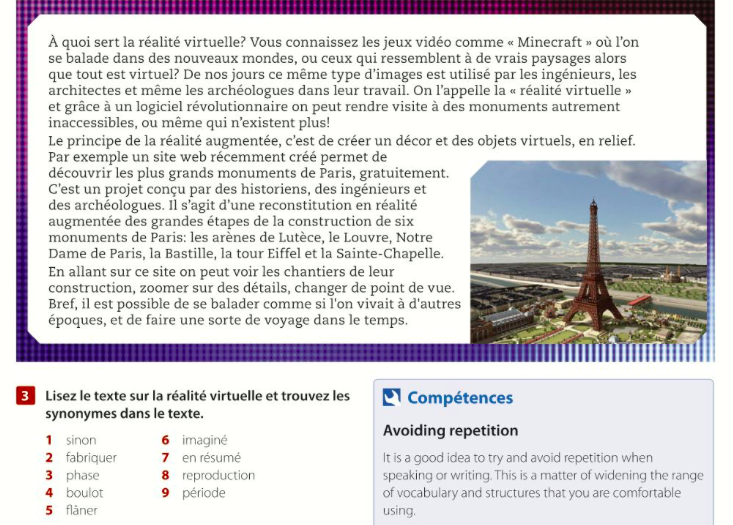 À quoi sert la réalité virtuelle? Vous connaissez les jeux vidéo comme « Minecraft » où l'on
se balade dans des nouveaux mondes, ou ceux qui ressemblent à de vrais paysages alors
que tout est virtuel? De nos jours ce même type d'images est utilisé par les ingénieurs, les
architectes et même les archéologues dans leur travail. On l'appelle la « réalité virtuelle »
et grâce à un logiciel révolutionnaire on peut rendre visite à des monuments autrement
inaccessibles, ou même qui n'existent plus!
Le principe de la réalité augmentée, c'est de créer un décor et des objets virtuels, en relief.
Par exemple un site web récemment créé permet de
découvrir les plus grands monuments de Paris, gratuitement.
C'est un projet conçu par des historiens, des ingénieurs et
des archéologues. Il s'agit d'une reconstitution en réalité
augmentée des grandes étapes de la construction de six
monuments de Paris: les arènes de Lutèce, le Louvre, Notre
Dame de Paris, la Bastille, la tour Eiffel et la Sainte-Chapelle.
En allant sur ce site on peut voir les chantiers de leur
construction, zoomer sur des détails, changer de point de vue.
Bref, il est possible de se balader comme si l'on vivait à d'autres
époques, et de faire une sorte de voyage dans le temps.
3 Lisez le texte sur la réalité virtuelle et trouvez les
synonymes dans le texte.
1 sinon
2 fabriquer
3 phase
4 boulot
5 flâner
6 imaginé
7 en résumé
8 reproduction
9 période
Compétences
Avoiding repetition
It is a good idea to try and avoid repetition when
speaking or writing. This is a matter of widening the range
of vocabulary and structures that you are comfortable
using.